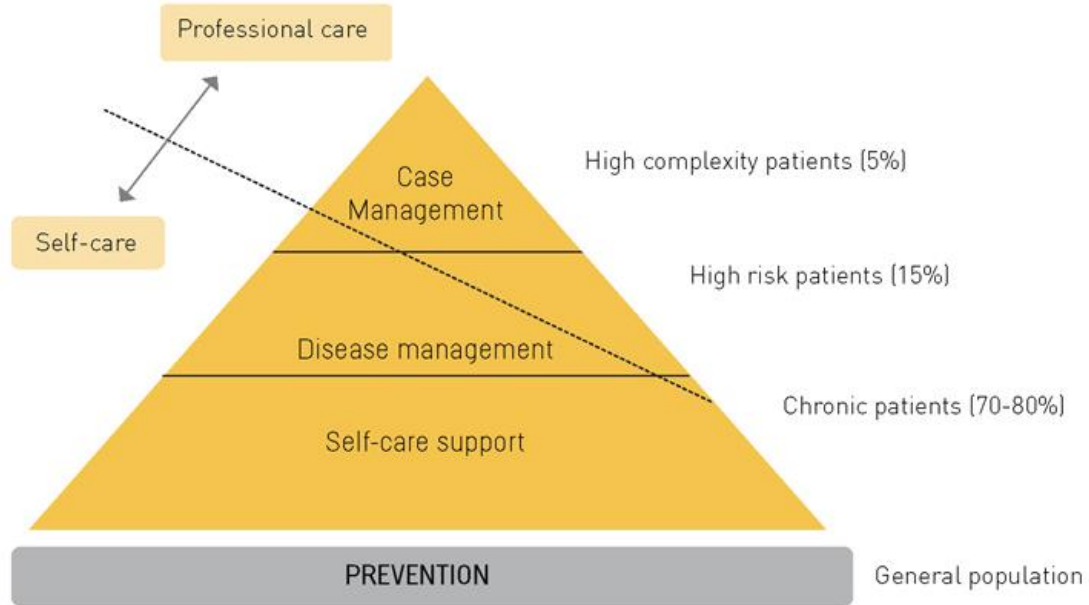 Professional care
Self-care
Case
Management
High complexity patients (5%)
High risk patients (15%)
Disease management
Chronic patients (70-80%)
Self-care support
PREVENTION
General population